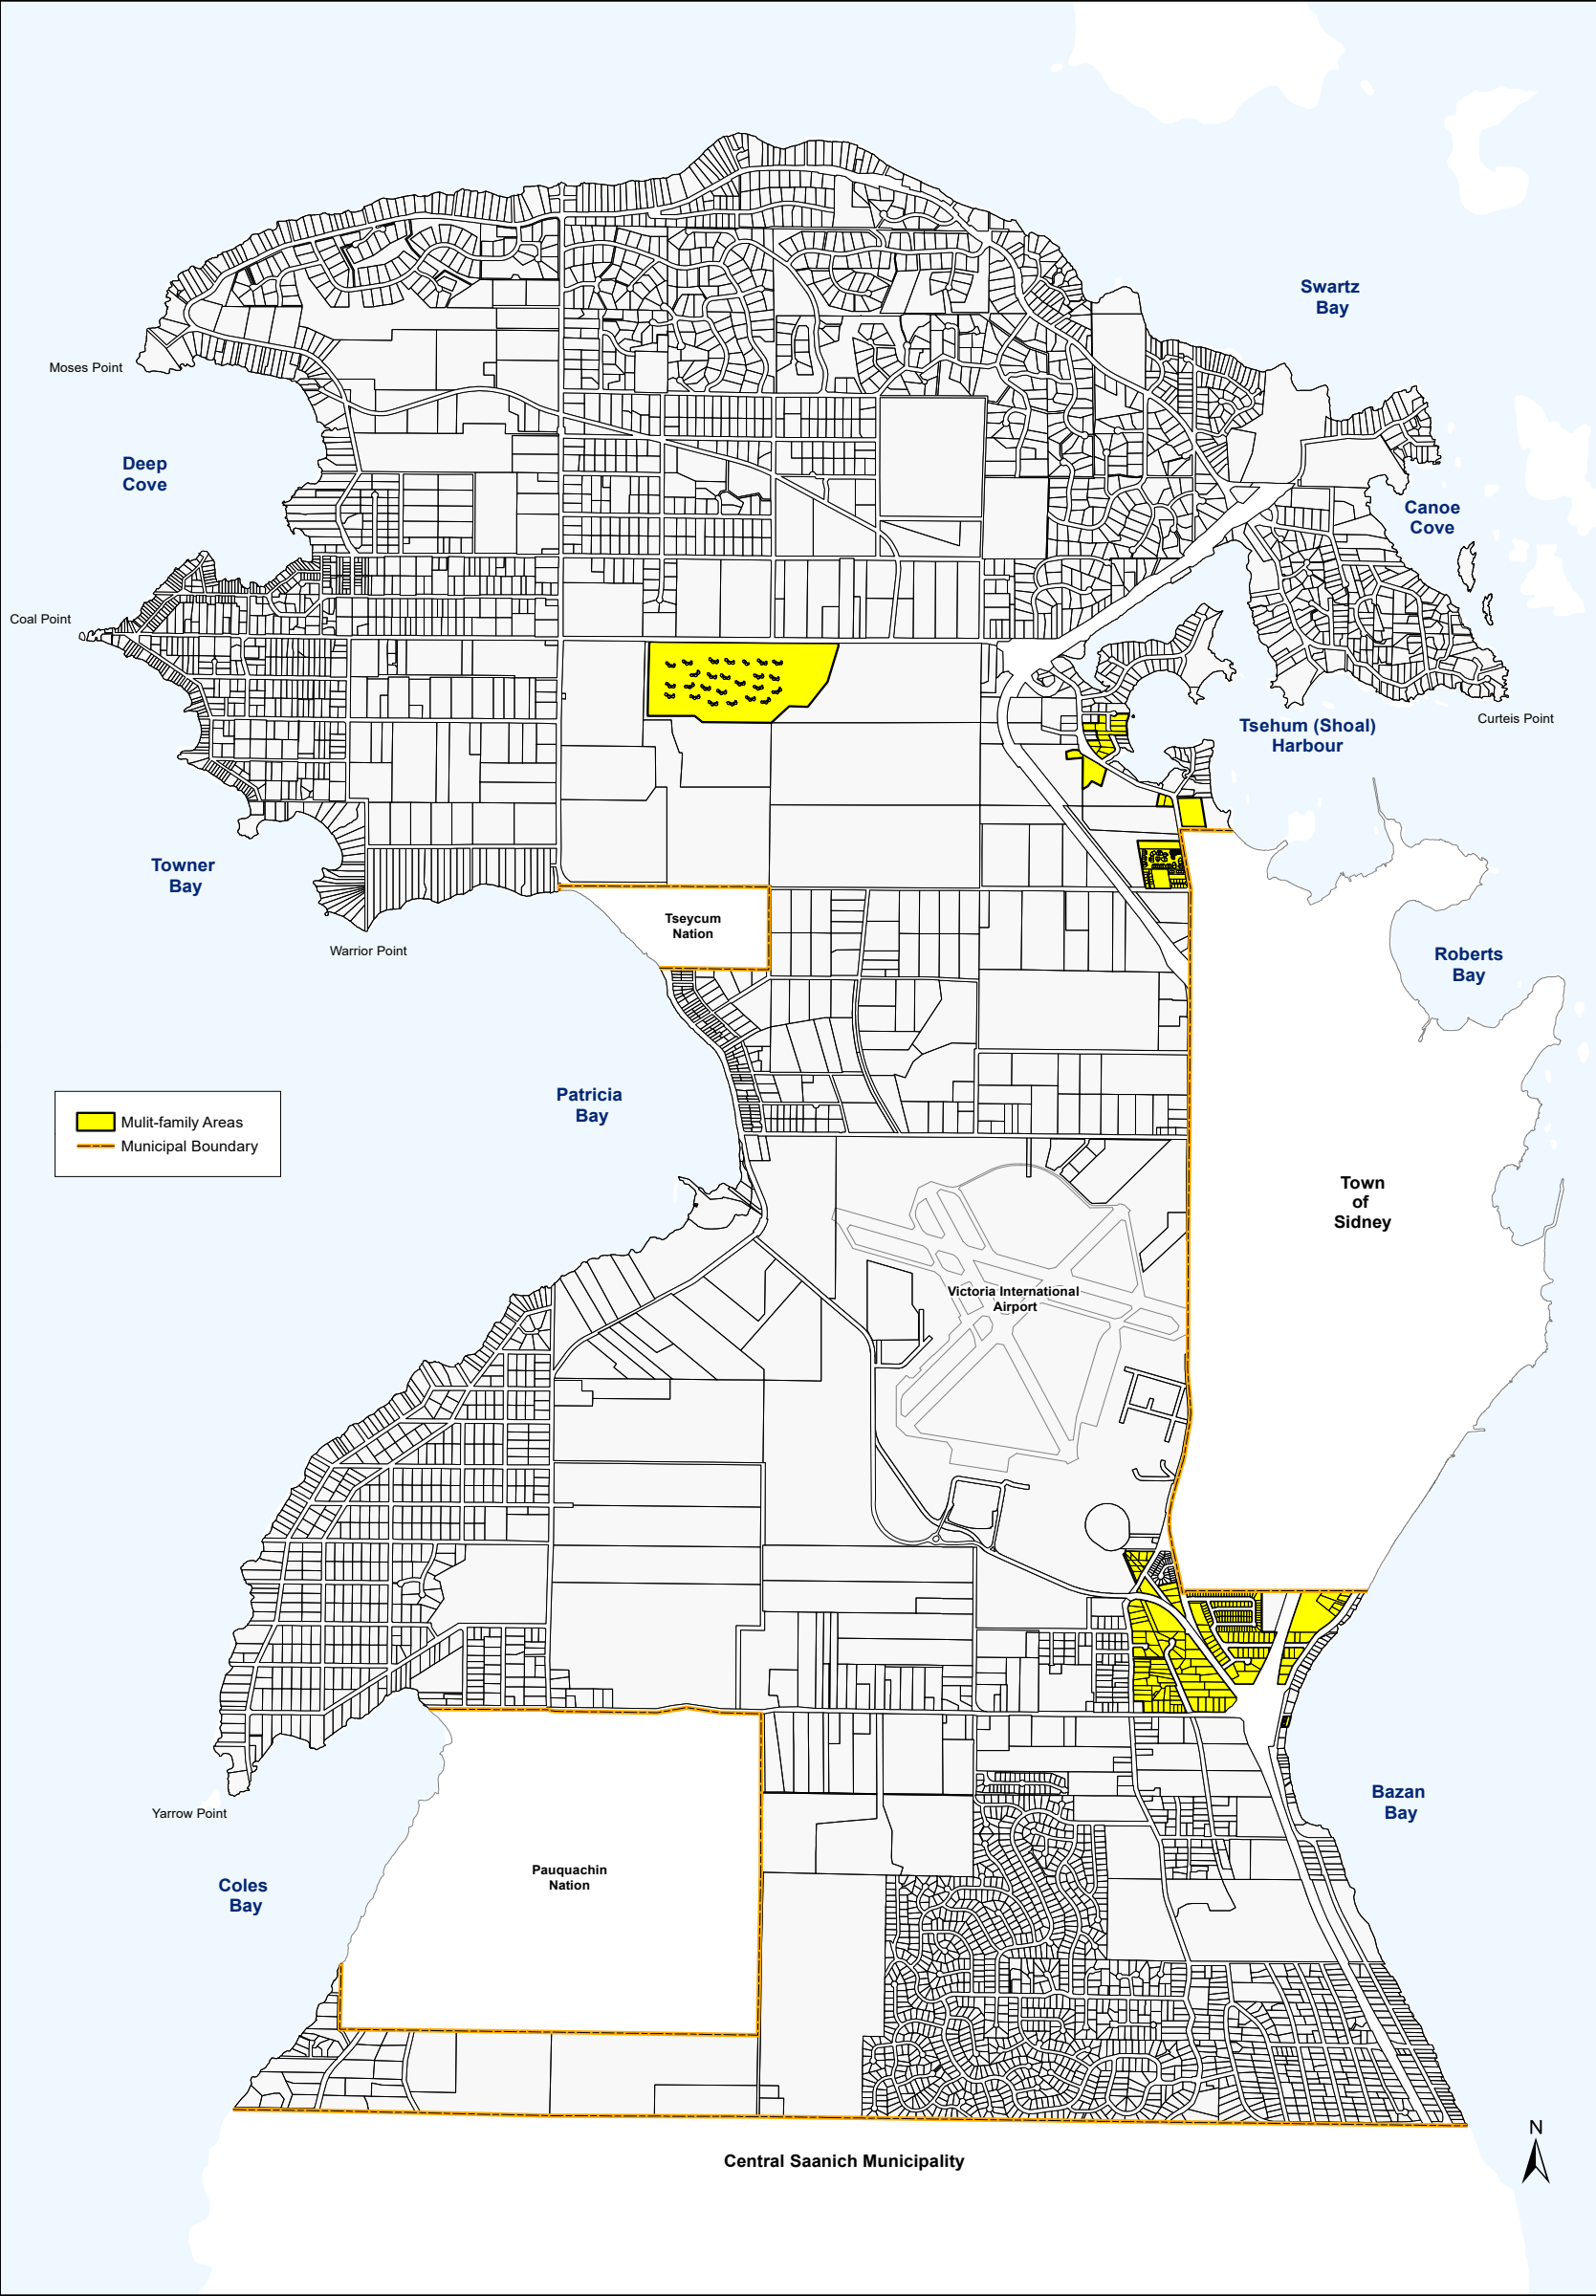 Swartz
Bay
Moses Point
Deep
Cove
Canoe
Cove
Coal Point
Tsehum (Shoal)
Harbour
Curteis Point
Towner
Bay
Tseycum
Nation
Warrior Point
Roberts
Bay
Patricia
Bay
Mulit-family Areas
Municipal Boundary
Town
of
Sidney
Victoria International
Airport
Bazan
Bay
Yarrow Point
Pauquachin
Nation
Coles
Bay
N
Central Saanich Municipality